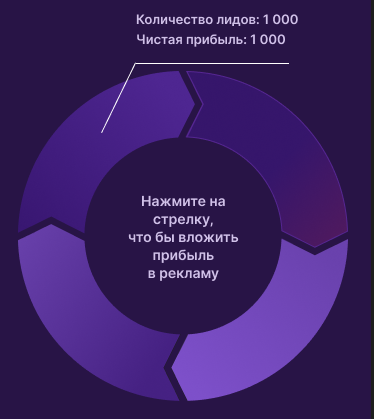 Количество лидов: 1 000
Чистая прибыль: 1 000
Нажмите на
стрелку,
что бы вложить
прибыль
в рекламу